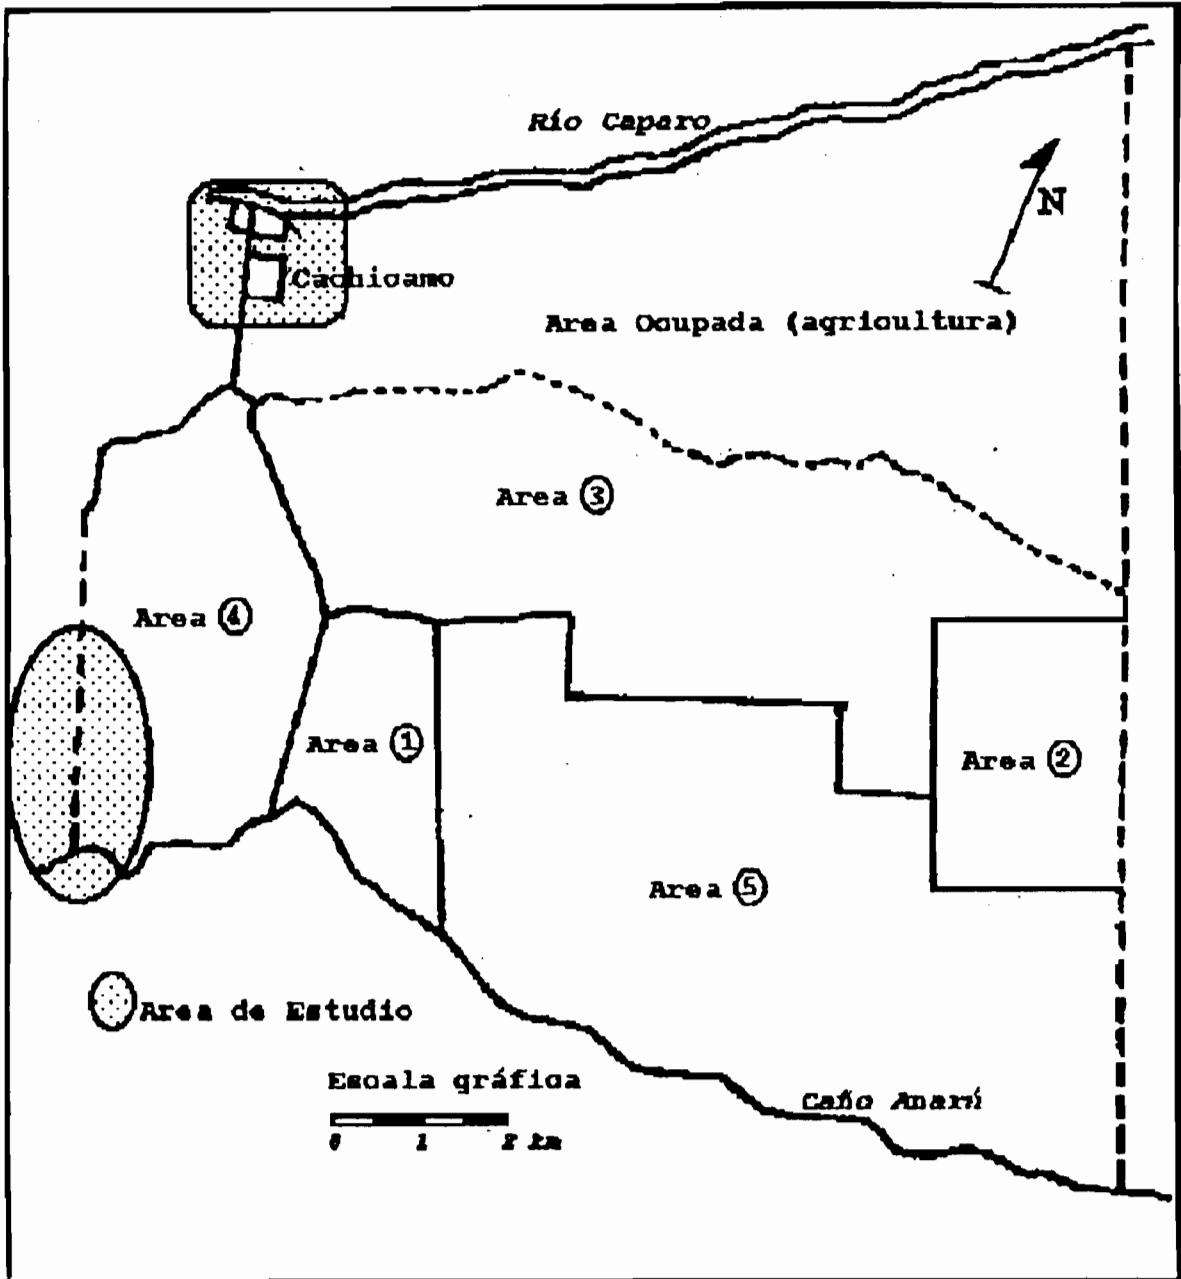 Río Caparo
N
Cachicamo
Area Ocupada (agricultura)
Area 3
Area 4
Area 1
Area 2
Area 5
Area de Estudio
Escala gráfica
0 1 2 km
Caño Anarú